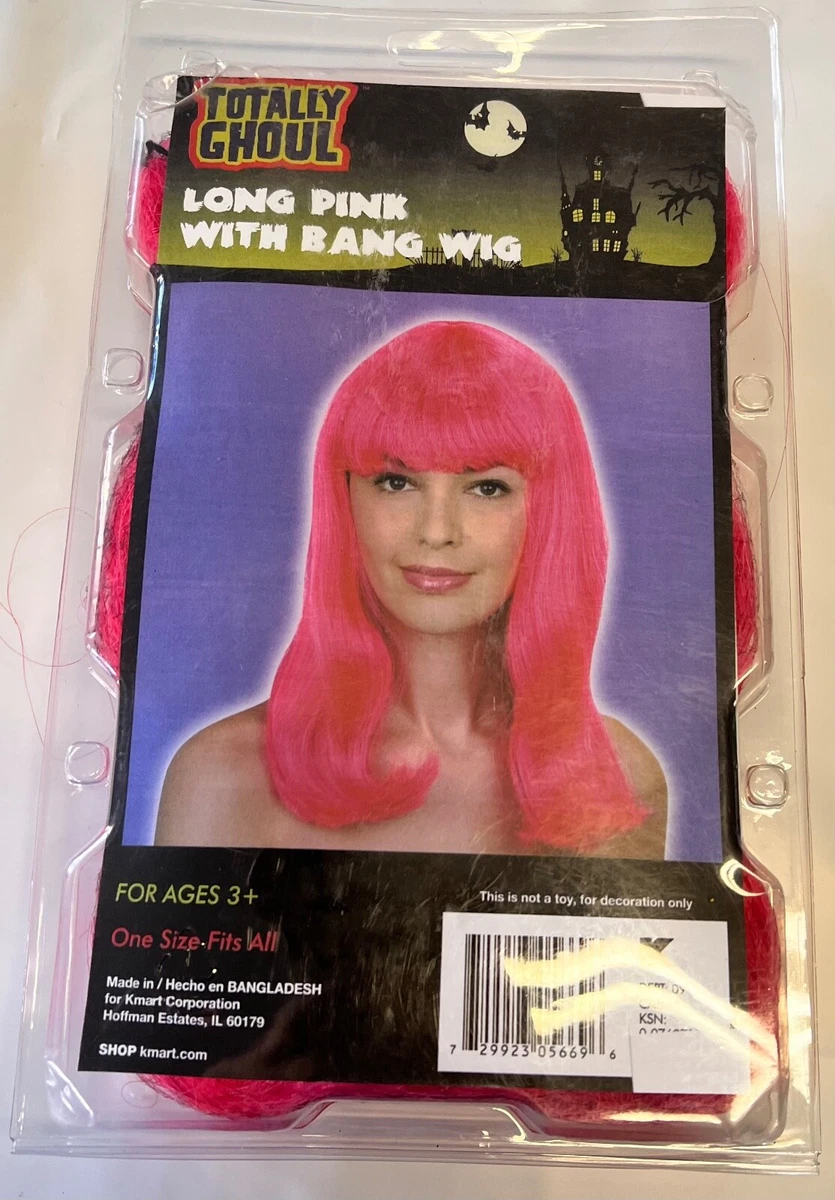 TOTALLY
GHOUL
LONG PINK
WITH BANG WIG
FOR AGES 3+
This is not a toy, for decoration only
One Size Fits All
Made in / Hecho en BANGLADESH
for Kmart Corporation
Hoffman Estates, IL 60179
SHOP kmart.com
DEPT: 09
KSN:
7 29923 05669 6